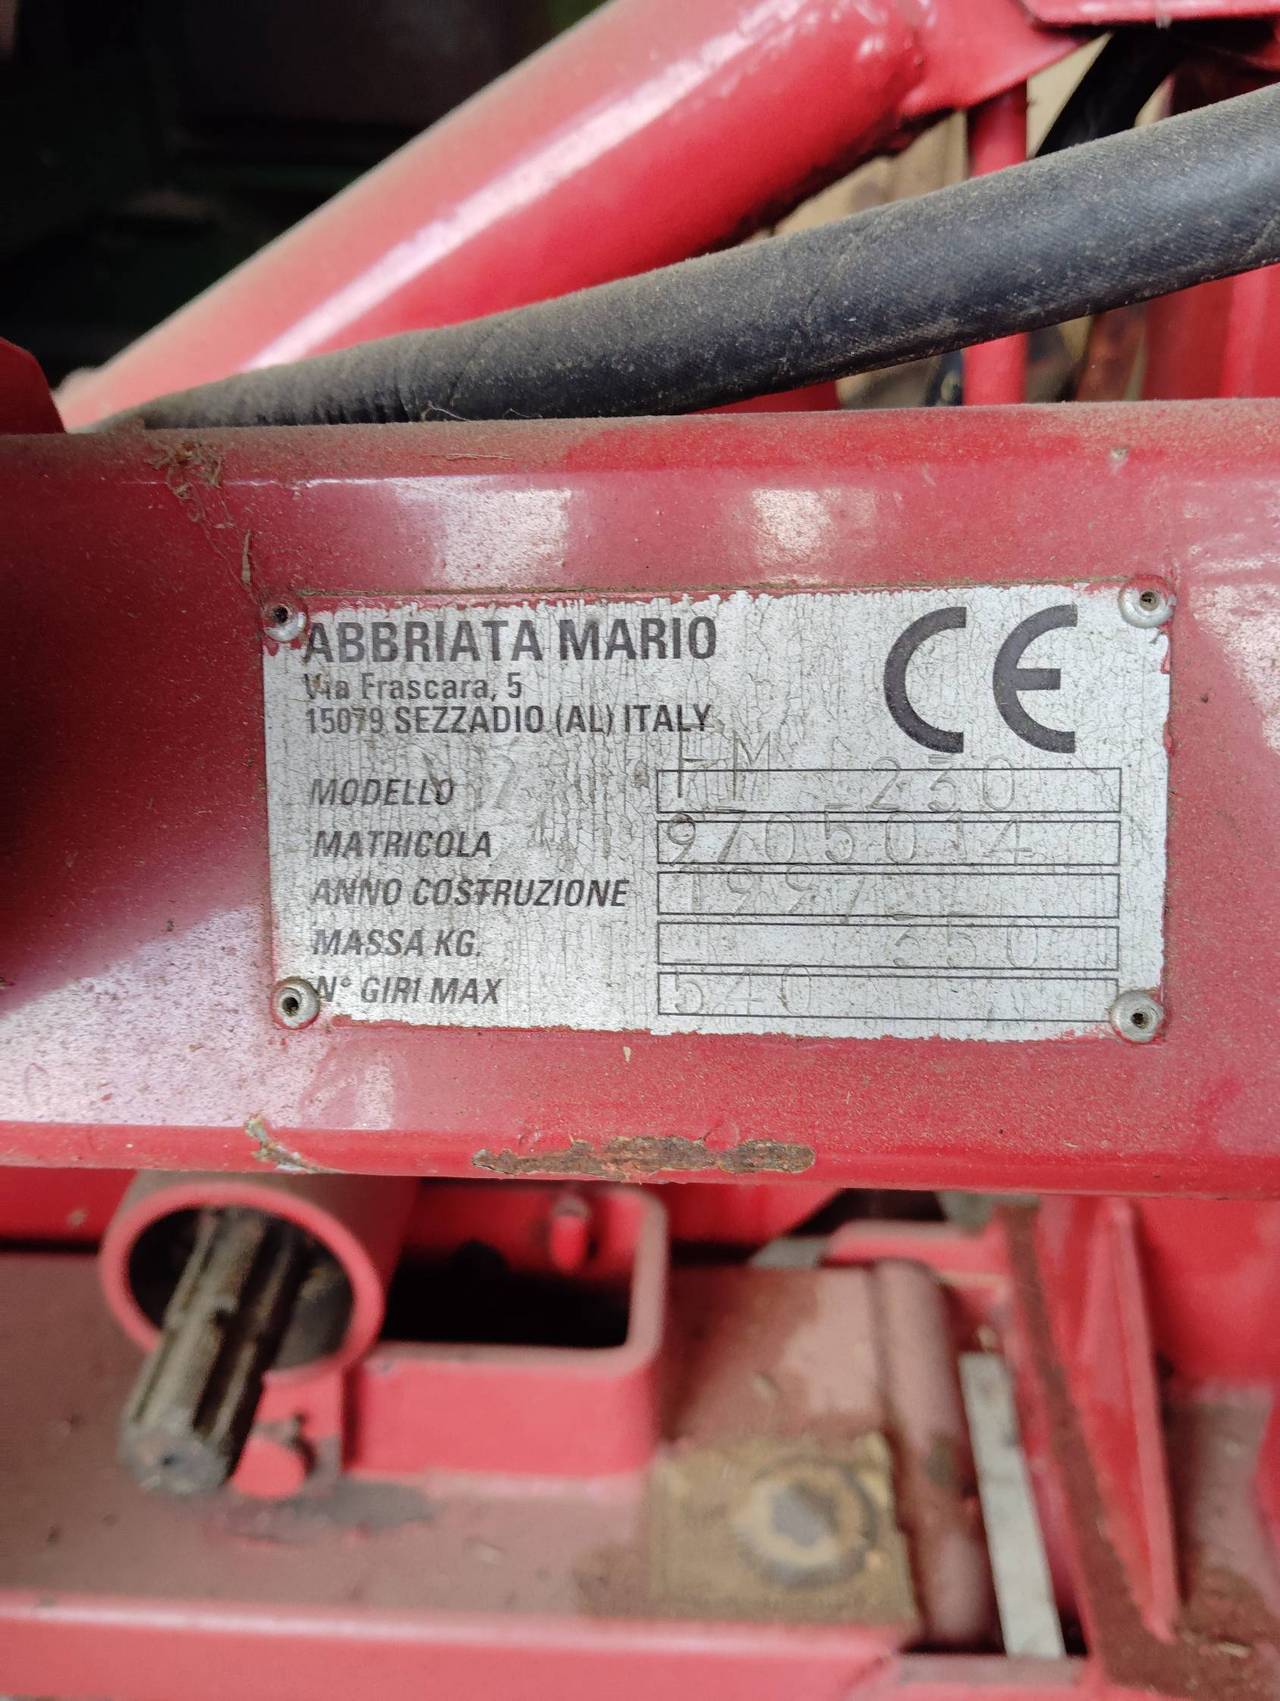 ABBRIATA MARIO
CE
Via Frascara, 5
15079 SEZZADIO (AL) ITALY
MODELLO 230
MATRICOLA 9705014
ANNO COSTRUZIONE 1997
MASSA KG. 350
N° GIRI MAX 540